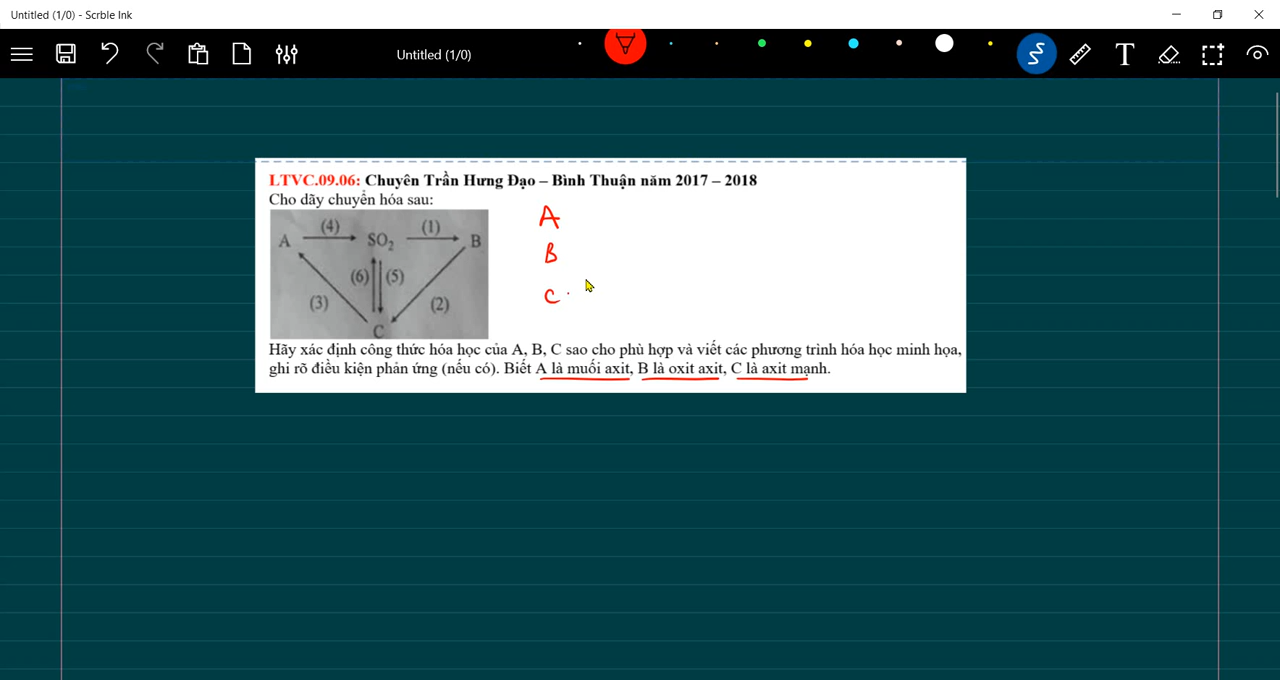 Untitled (1/0) - Scrble Ink
Untitled (1/0)
T
LTVC.09.06: Chuyên Trần Hưng Đạo – Bình Thuận năm 2017 – 2018
Cho dãy chuyển hóa sau:
A (4) SO2 (1) B
(6) (5)
(3) (2)
C
A
B
C
Hãy xác định công thức hóa học của A, B, C sao cho phù hợp và viết các phương trình hóa học minh họa,
ghi rõ điều kiện phản ứng (nếu có). Biết A là muối axit, B là oxit axit, C là axit mạnh.